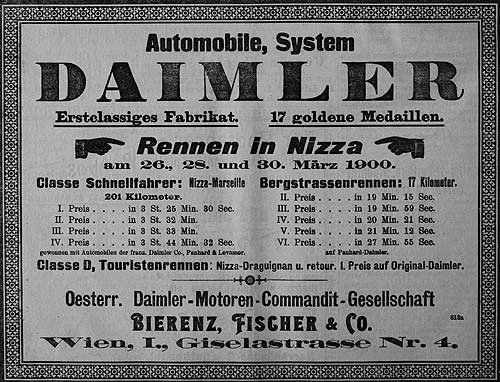 Automobile, System
DAIMLER
Erstclassiges Fabrikat. 17 goldene Medaillen.
Rennen in Nizza
am 26., 28. und 30. März 1900.
Classe Schnellfahrer: Nizza-Marseille
201 Kilometer.
I. Preis . . . . in 3 St. 25 Min. 30 Sec.
II. Preis . . . . in 3 St. 32 Min.
III. Preis . . . . in 3 St. 33 Min.
IV. Preis . . . . in 3 St. 44 Min. 32 Sec.
gewonnen mit Automobilen der franz. Daimler Co., Panhard & Levassor.
Bergstrassenrennen: 17 Kilometer.
II. Preis . . . . . in 19 Min. 15 Sec.
III. Preis . . . . . in 19 Min. 59 Sec.
IV. Preis . . . . . in 20 Min. 21 Sec.
V. Preis . . . . . in 21 Min. 12 Sec.
VI. Preis . . . . . in 27 Min. 55 Sec.
auf Panhard-Daimler.
Classe D, Touristenrennen: Nizza-Draguignan u. retour. I. Preis auf Original-Daimler.
Oesterr. Daimler-Motoren-Commandit-Gesellschaft
BIERENZ, FISCHER & CO.
613a
Wien, I., Giselastrasse Nr. 4.